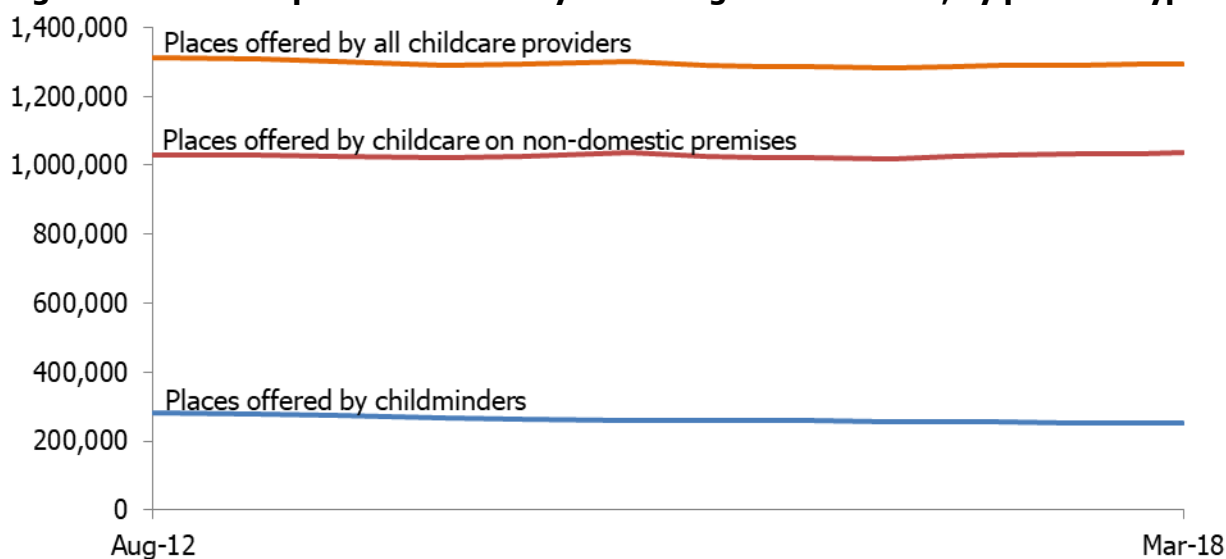 1,400,000
Places offered by all childcare providers
1,200,000
Places offered by childcare on non-domestic premises
1,000,000
800,000
600,000
400,000
Places offered by childminders
200,000
0
Aug-12 Mar-18